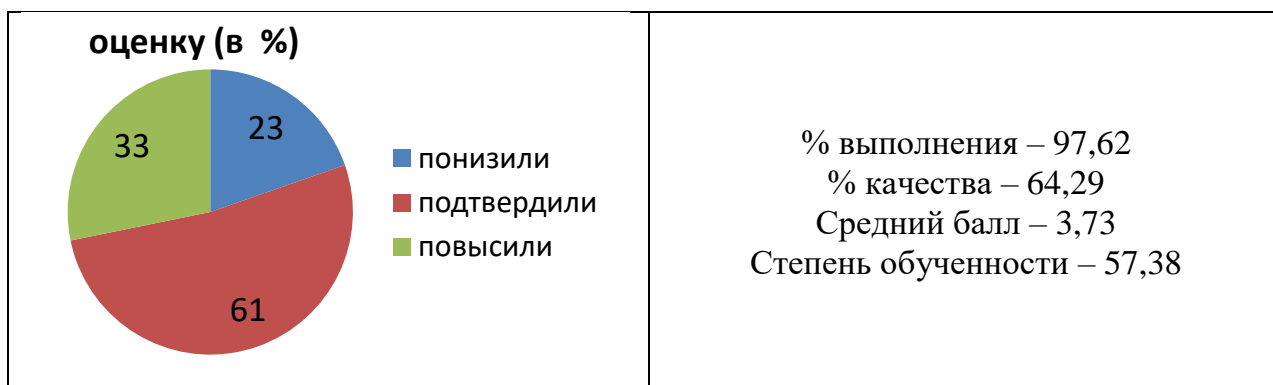 оценку (в %)
33
23
61
понизили
подтвердили
повысили
% выполнения – 97,62
% качества – 64,29
Средний балл – 3,73
Степень обученности – 57,38